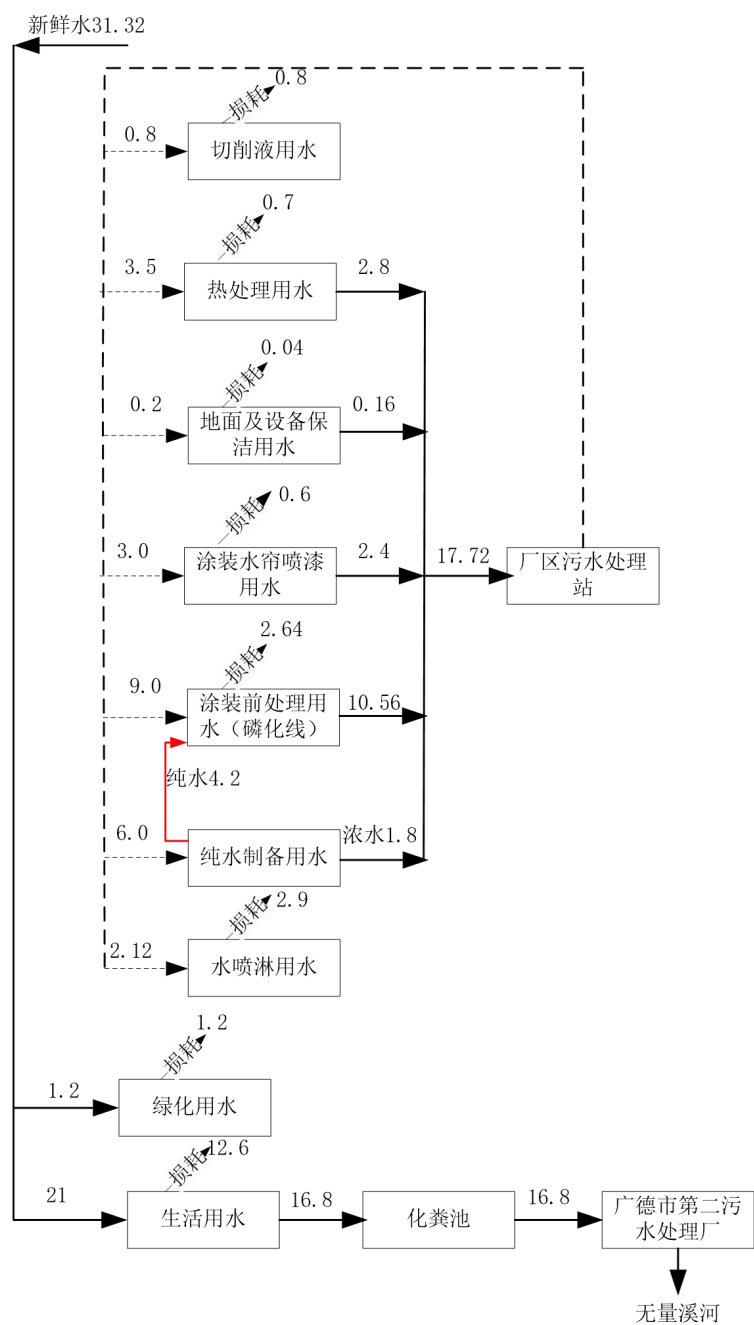 新鲜水31.32
损耗
0.8
0.8
切削液用水
损耗
0.7
3.5
热处理用水
2.8
损耗
0.04
0.2
地面及设备保
洁用水
0.16
损耗
0.6
3.0
涂装水帘喷漆
用水
2.4
17.72
厂区污水处理
站
损耗
2.64
9.0
涂装前处理用
水（磷化线）
10.56
纯水4.2
6.0
纯水制备用水
浓水1.8
损耗
2.9
2.12
水喷淋用水
损耗
1.2
1.2
绿化用水
损耗
12.6
21
生活用水
16.8
化粪池
16.8
广德市第二污
水处理厂
无量溪河